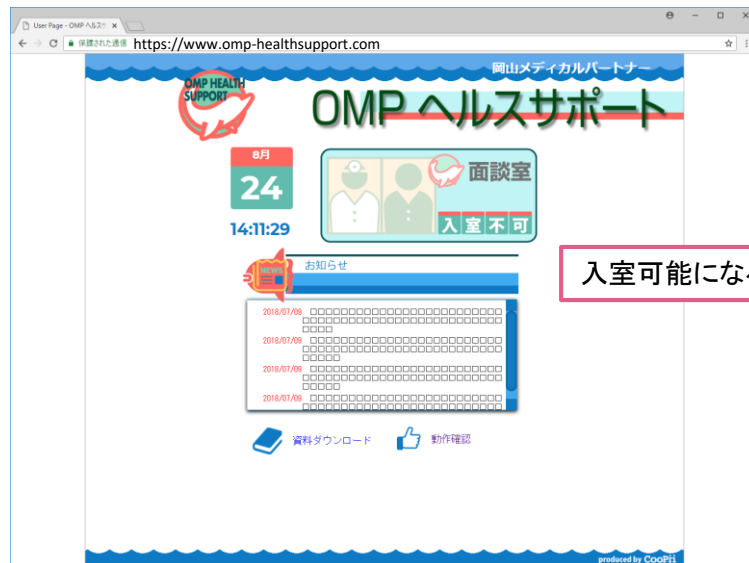 User Page - OMP ヘルスケ
保護された通信 https://www.omp-healthsupport.com
岡山メディカルパートナー
OMP HEALTH
SUPPORT
OMP ヘルスサポート
8月
24
14:11:29
面談室
入室不可
NEWS
お知らせ
入室可能にな
2018/07/09 □□□□□□□□□□□□□□□□□□□□□□□□□
□□□□□□□□□□□□□□□□□□□□□□□□□□
□□□□
2018/07/09 □□□□□□□□□□□□□□□□□□□□□□□□□
□□□□□□□□□□□□□□□□□□□□□□□□□□
□□□□□
2018/07/09 □□□□□□□□□□□□□□□□□□□□□□□□□
□□□□□□□□□□□□□□□□□□□□□□□□□□
□□□□□
2018/07/09 □□□□□□□□□□□□□□□□□□□□□□□□□
□□□□□□□□□□□□□□□□□□□□□□□□□□
資料ダウンロード
動作確認
produced by CooPri